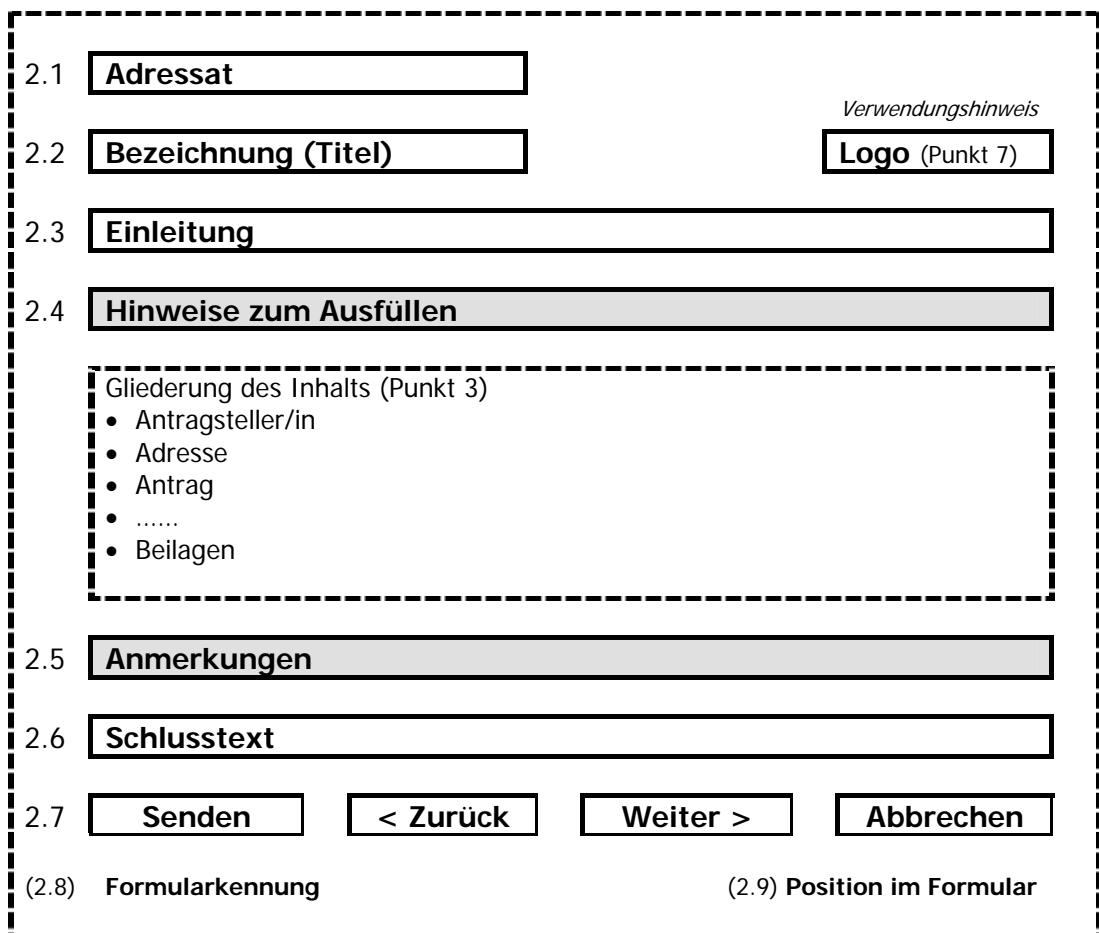 2.1 Adressat
Verwendungshinweis
2.2 Bezeichnung (Titel) Logo (Punkt 7)
2.3 Einleitung
2.4 Hinweise zum Ausfüllen
Gliederung des Inhalts (Punkt 3)
• Antragsteller/in
• Adresse
• Antrag
• ......
• Beilagen
2.5 Anmerkungen
2.6 Schlusstext
2.7 Senden < Zurück Weiter > Abbrechen
(2.8) Formularkennung (2.9) Position im Formular